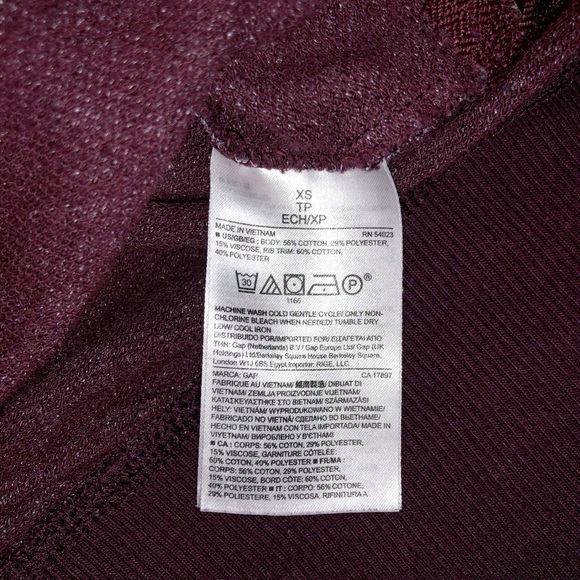 XS
TP
ECH/XP
MADE IN VIETNAM RN 54023
■ US/GB/EG : BODY: 56% COTTON, 29% POLYESTER,
15% VISCOSE, RIB TRIM: 60% COTTON,
40% POLYESTER
30 P ®
1166
MACHINE WASH COLD GENTLE CYCLE/ ONLY NON-
CHLORINE BLEACH WHEN NEEDED/ TUMBLE DRY
LOW/ COOL IRON
DISTRIBUIDO POR/IMPORTED FOR/ ΕΙΣΑΓΕΤΑΙ ΑΠΟ
ΤΗΝ: Gap (Netherlands) B.V / Gap Europe Ltd/ Gap (UK
Holdings) Ltd/Berkeley Square House Berkeley Square,
London W1J 6BS Egypt Importer: RIGE, LLC.
MARCA: GAP CA 17897
FABRIQUE AU VIETNAM/ 越南製造/ DIBUAT DI
VIETNAM/ ZEMLJA PROIZVODNJE VIJETNAM/
ΚΑΤΑΣΚΕΥΑΣΤΗΚΕ ΣΤΟ ΒΙΕΤΝΑΜ/ SZÁRMAZÁSI
HELY: VIETNÁM/ WYPRODUKOWANO W WIETNAMIE/
FABRICADO NO VIETNÃ/ СДЕЛАНО ВО ВЬЕТНАМЕ/
HECHO EN VIETNAM CON TELA IMPORTADA/ MADE IN
VIYETNAM/ ВИРОБЛЕНО У В'ЄТНАМІ
■ CA : CORPS: 56% COTON, 29% POLYESTER,
15% VISCOSE, GARNITURE CÔTELÉE:
60% COTON, 40% POLYESTER ■ FR/MA :
CORPS: 56% COTON, 29% POLYESTER,
15% VISCOSE, BORD CÔTE: 60% COTON,
40% POLYESTER ■ IT : CORPO: 56% COTONE,
29% POLIESTERE, 15% VISCOSA, RIFINITURA A